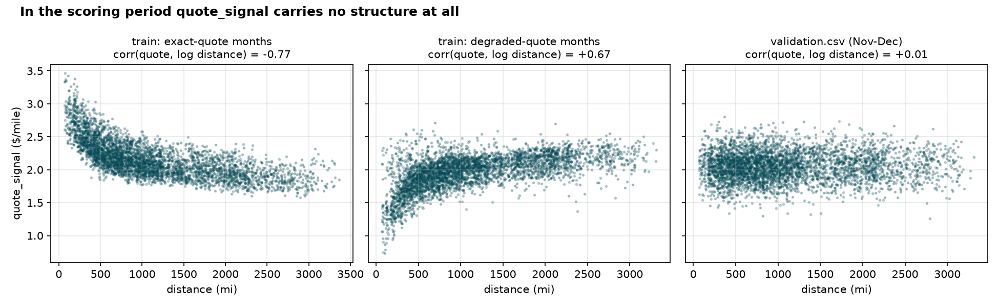 In the scoring period quote_signal carries no structure at all
train: exact-quote months
corr(quote, log distance) = -0.77
train: degraded-quote months
corr(quote, log distance) = +0.67
validation.csv (Nov-Dec)
corr(quote, log distance) = +0.01
quote_signal ($/mile)
3.5
3.0
2.5
2.0
1.5
1.0
0 500 1000 1500 2000 2500 3000 3500
0 500 1000 1500 2000 2500 3000
0 500 1000 1500 2000 2500 3000
distance (mi)
distance (mi)
distance (mi)